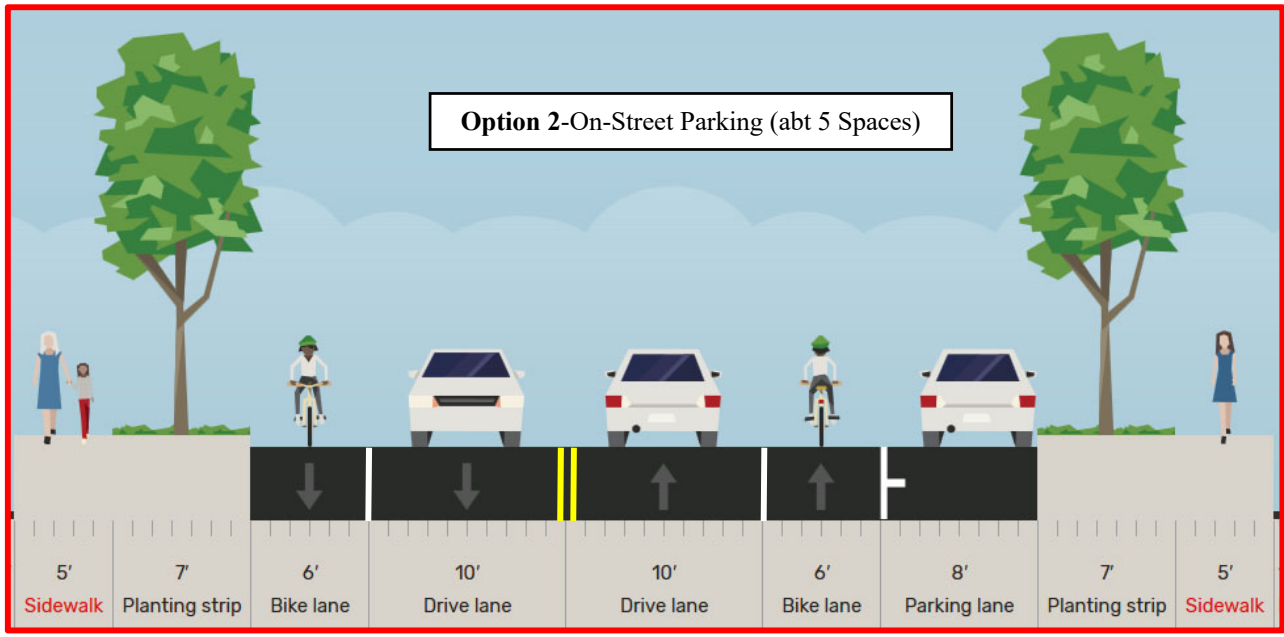 Option 2-On-Street Parking (abt 5 Spaces)
5' 7' 6' 10' 10' 6' 8' 7' 5'
Sidewalk Planting strip Bike lane Drive lane Drive lane Bike lane Parking lane Planting strip Sidewalk